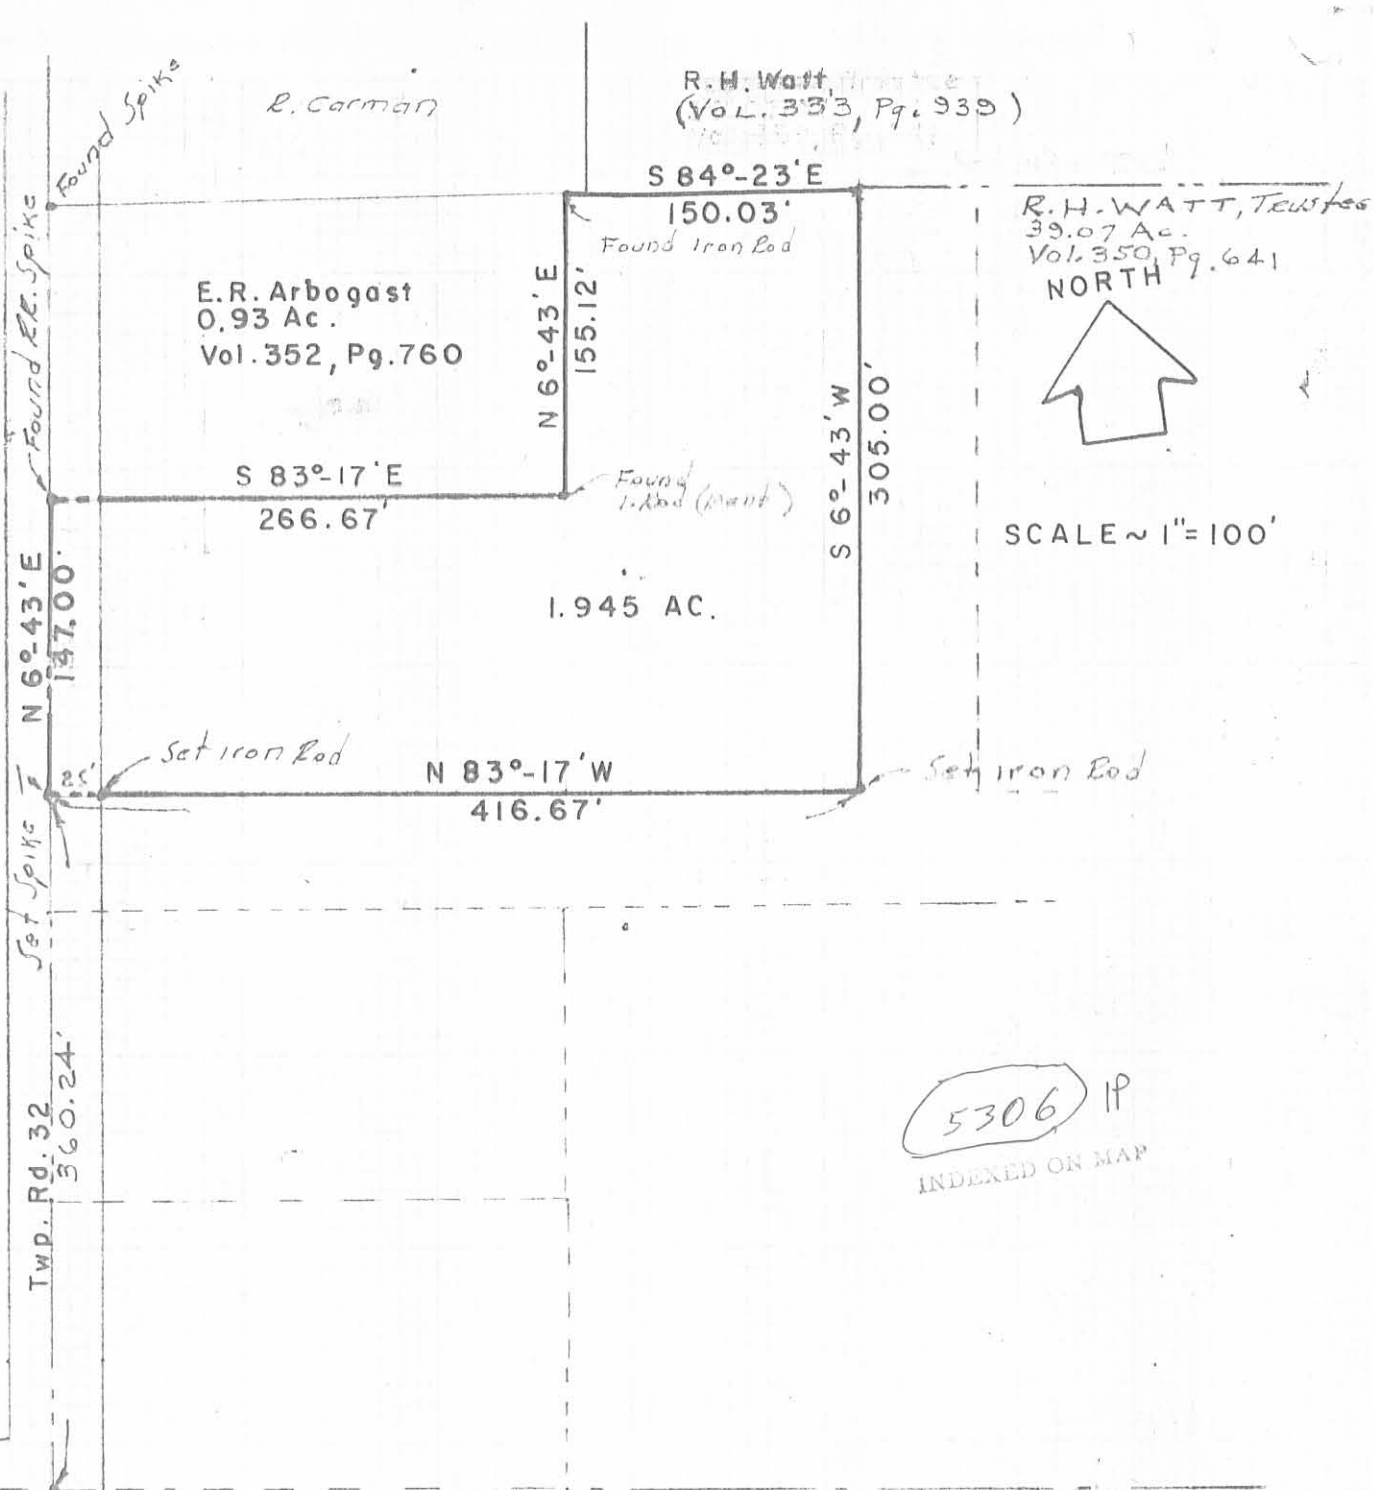 Found Spike
R. Carman
R.H. Watt,
(Vol. 333, Pg. 939)
S 84°-23'E
150.03'
Found Iron Rod
R.H. WATT, Trustee
39.07 Ac.
Vol. 350, Pg. 641
NORTH
Found RR. Spike
E.R. Arbogast
0.93 Ac.
Vol. 352, Pg. 760
N 6°-43'E
155.12'
S 6°-43'W
305.00'
S 83°-17'E
266.67'
Found
I. Rod (
SCALE ~ 1"=100'
N 6°-43'E
147.00'
1.945 AC.
Set Iron Rod
25'
N 83°-17'W
416.67'
Set Iron Rod
Set Spike
Twp. Rd. 32
360.24'
5306 IP
INDEXED ON MAP